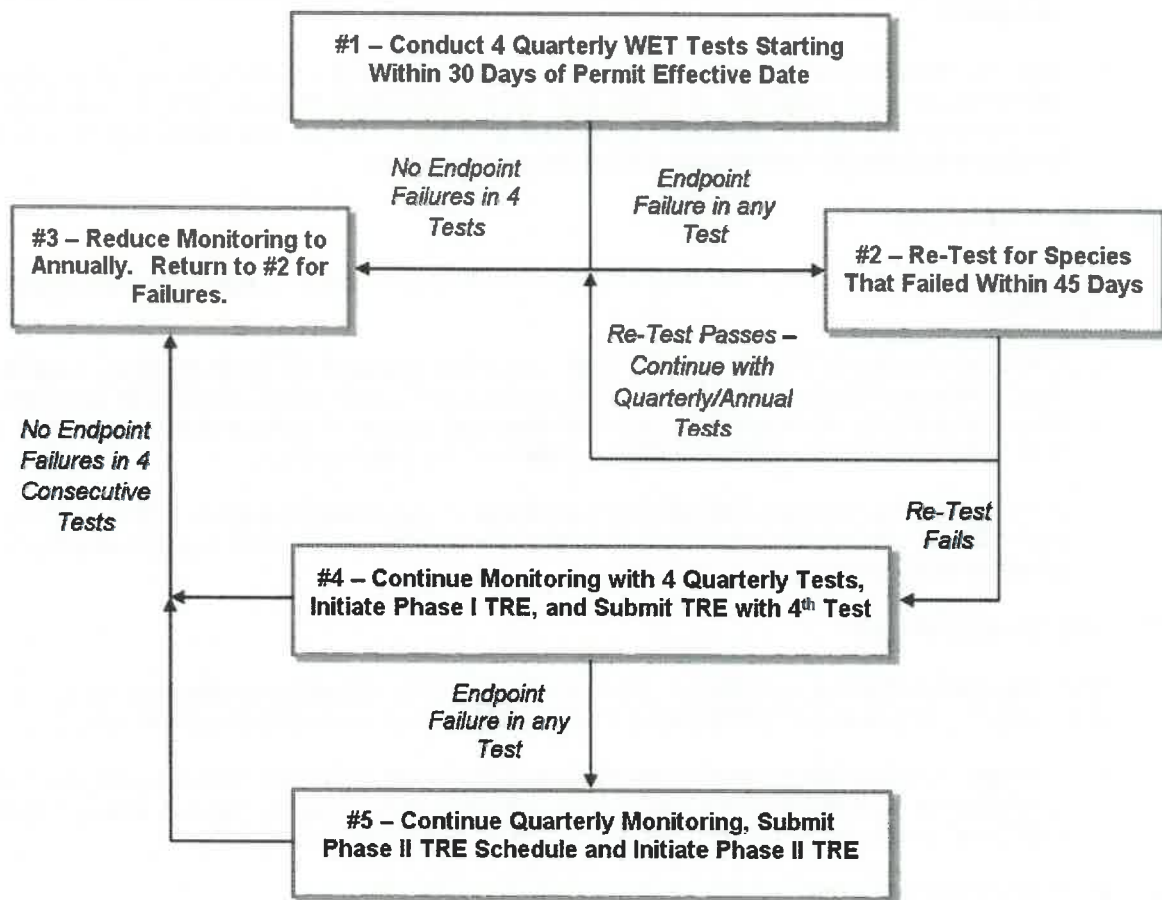 #1 – Conduct 4 Quarterly WET Tests Starting
Within 30 Days of Permit Effective Date
No Endpoint
Failures in 4
Tests
Endpoint
Failure in any
Test
#3 – Reduce Monitoring to
Annually. Return to #2 for
Failures.
#2 – Re-Test for Species
That Failed Within 45 Days
Re-Test Passes –
Continue with
Quarterly/Annual
Tests
No Endpoint
Failures in 4
Consecutive
Tests
Re-Test
Fails
#4 – Continue Monitoring with 4 Quarterly Tests,
Initiate Phase I TRE, and Submit TRE with 4th Test
Endpoint
Failure in any
Test
#5 – Continue Quarterly Monitoring, Submit
Phase II TRE Schedule and Initiate Phase II TRE